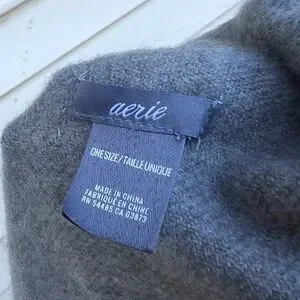 aerie
ONE SIZE/TAILLE UNIQUE
MADE IN CHINA
FABRIQUÉ EN CHINE
RN 54485 CA 03873